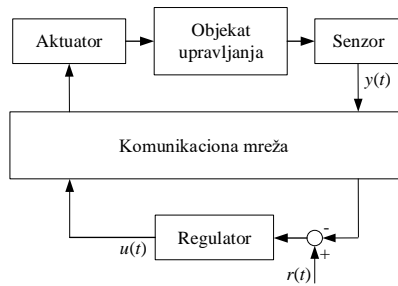 Aktuator
Objekat
upravljanja
Senzor
y(t)
Komunikaciona mreža
u(t)
Regulator
-
+
r(t)